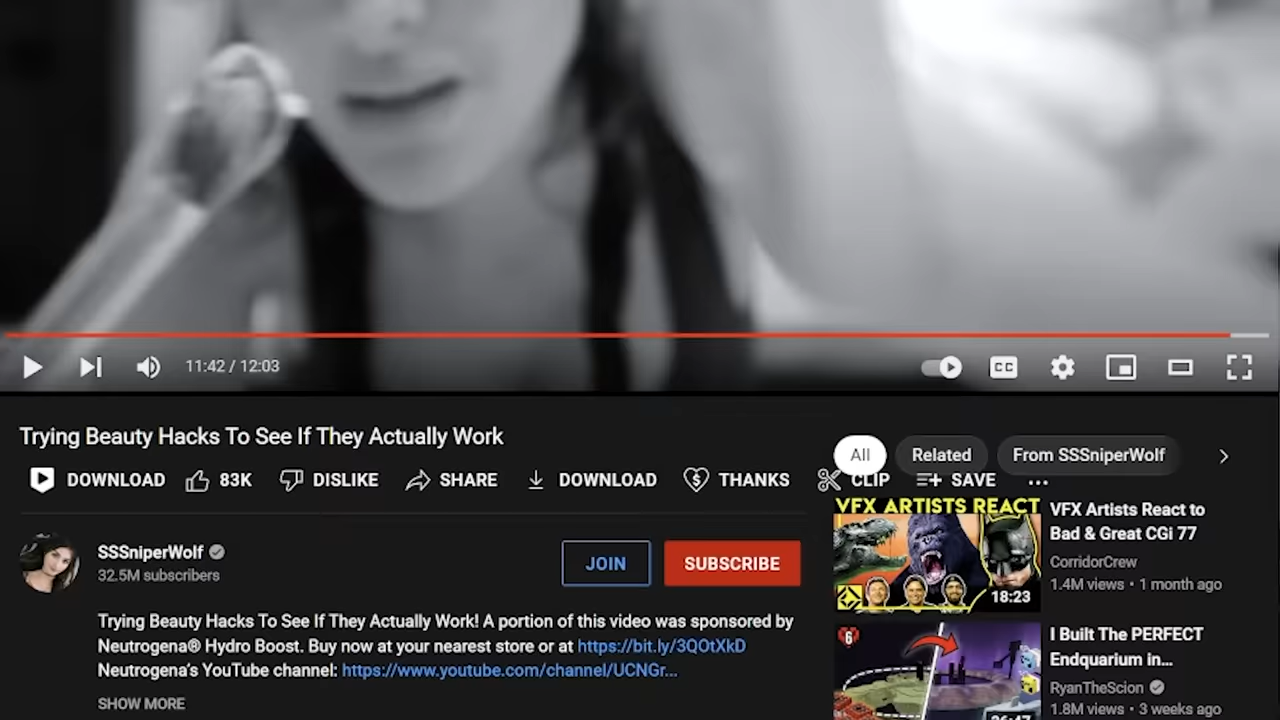 11:42 / 12:03
CC
Trying Beauty Hacks To See If They Actually Work
DOWNLOAD 83K DISLIKE SHARE DOWNLOAD THANKS CLIP SAVE ...
SSSniperWolf
32.5M subscribers
JOIN SUBSCRIBE
Trying Beauty Hacks To See If They Actually Work! A portion of this video was sponsored by
Neutrogena® Hydro Boost. Buy now at your nearest store or at https://bit.ly/3QOtXkD
Neutrogena's YouTube channel: https://www.youtube.com/channel/UCNGr...
SHOW MORE
All Related From SSSniperWolf
VFX ARTISTS REACT
18:23
VFX Artists React to
Bad & Great CGi 77
CorridorCrew
1.4M views • 1 month ago
6
I Built The PERFECT
Endquarium in...
RyanTheScion
1.8M views • 3 weeks ago